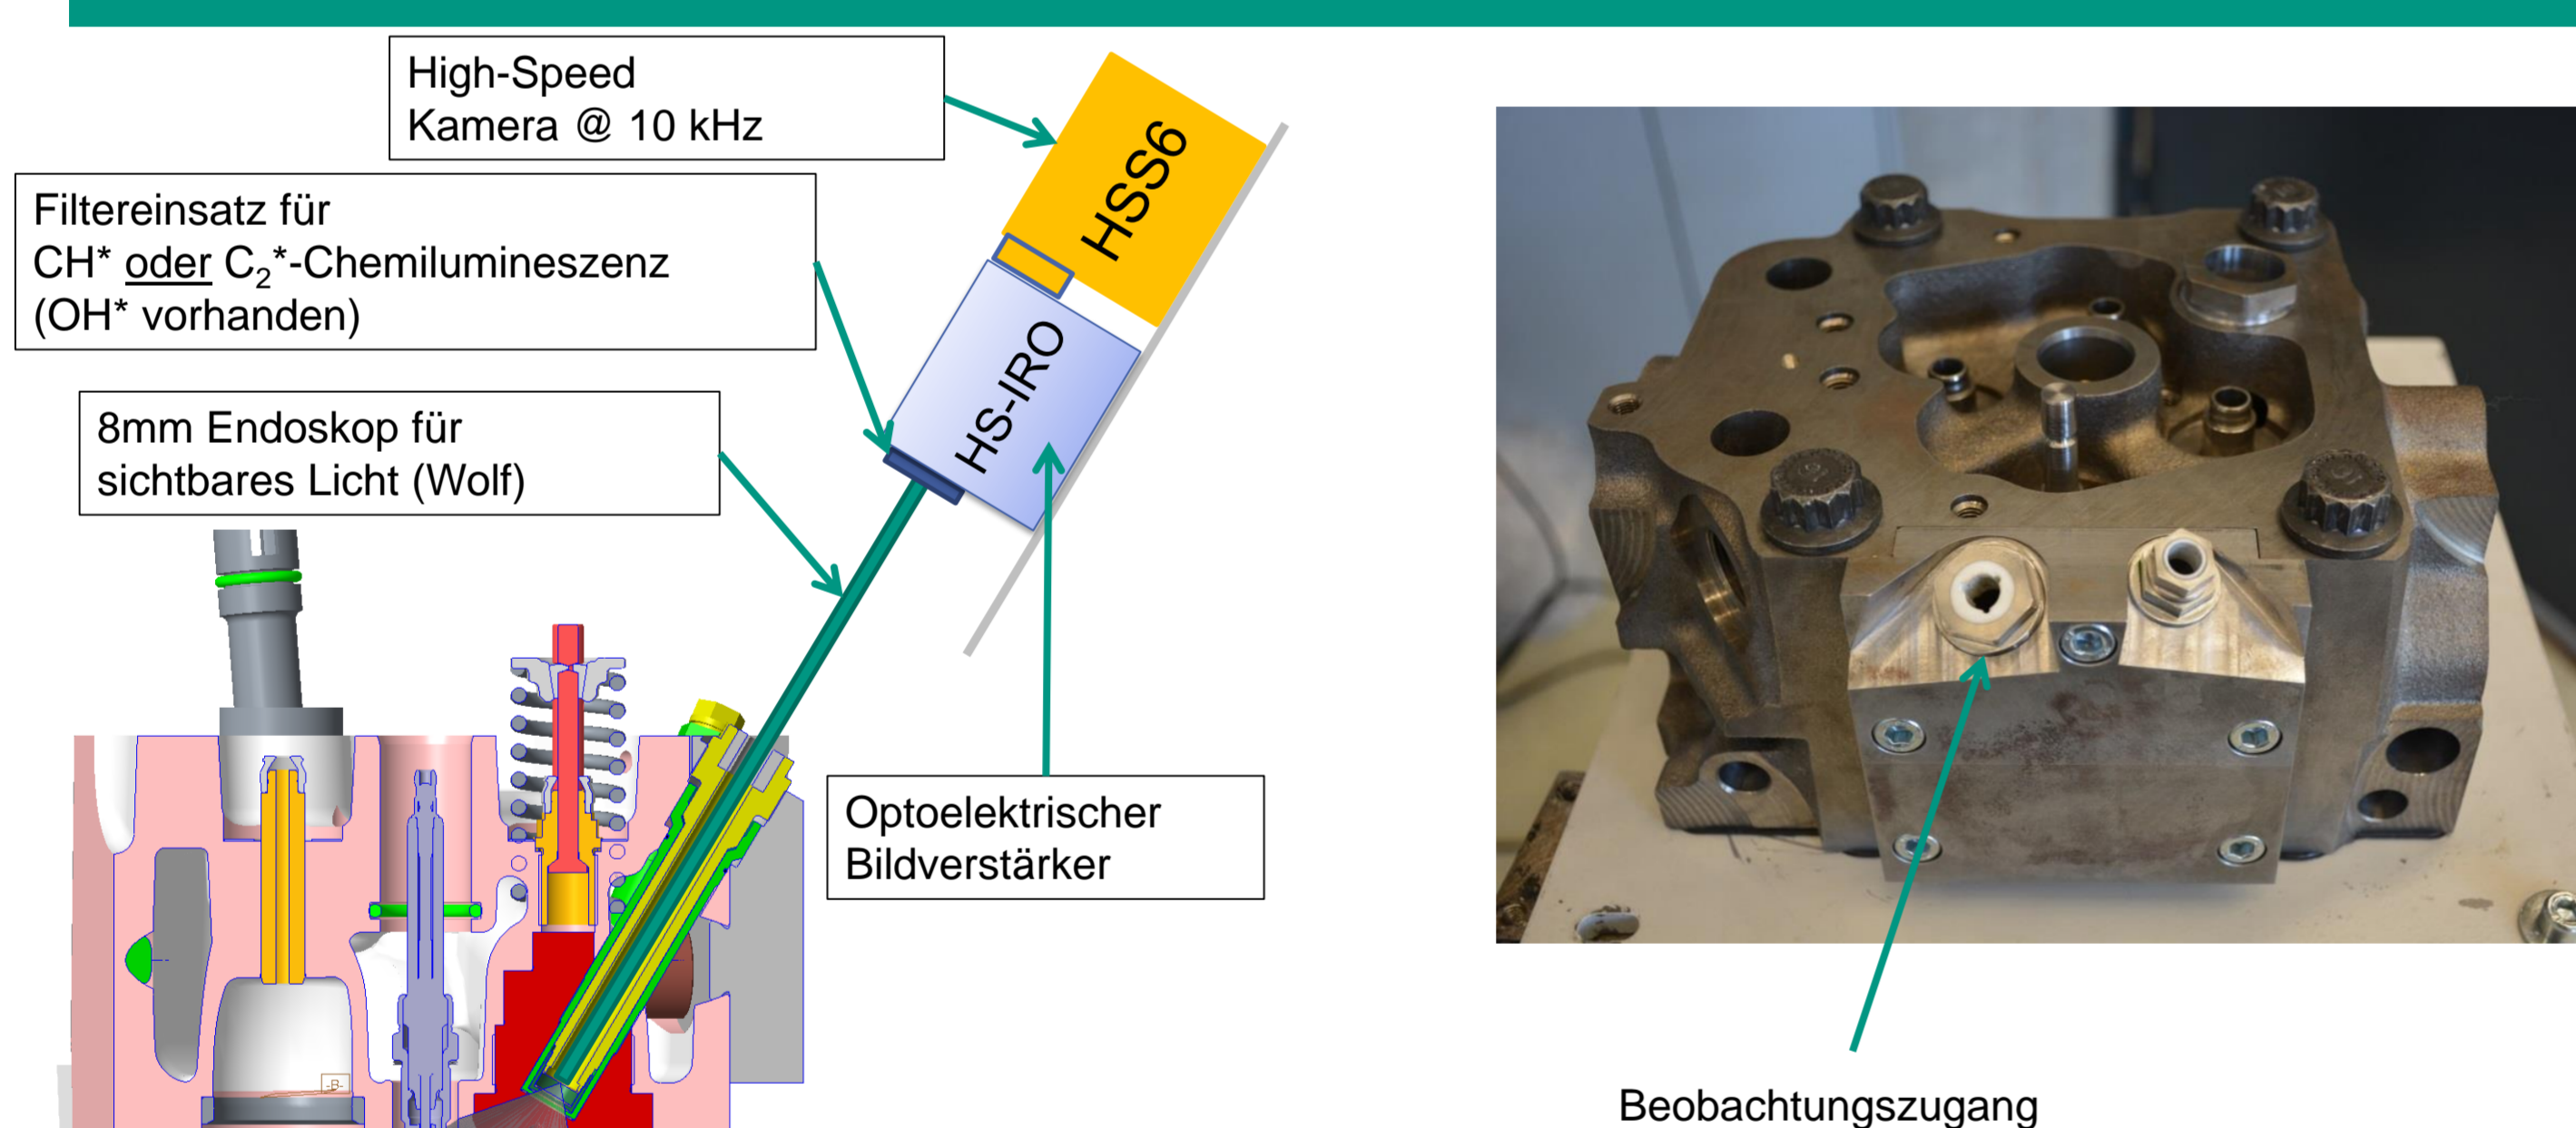 High-Speed
Kamera @ 10 kHz
Filtereinsatz für
CH* oder C₂*-Chemilumineszenz
(OH* vorhanden)
8mm Endoskop für
sichtbares Licht (Wolf)
HSS6
HS-IRO
Optoelektrischer
Bildverstärker
-B-
Beobachtungszugang